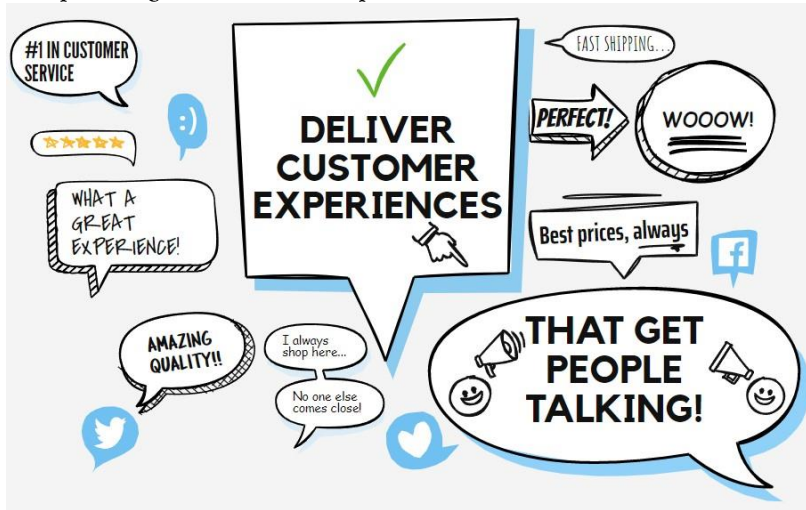 #1 IN CUSTOMER
SERVICE
:)
WHAT A
GREAT
EXPERIENCE!
DELIVER
CUSTOMER
EXPERIENCES
FAST SHIPPING...
PERFECT!
WOOOW!
Best prices, always
AMAZING
QUALITY!!
I always
shop here...
No one else
comes close!
THAT GET
PEOPLE
TALKING!